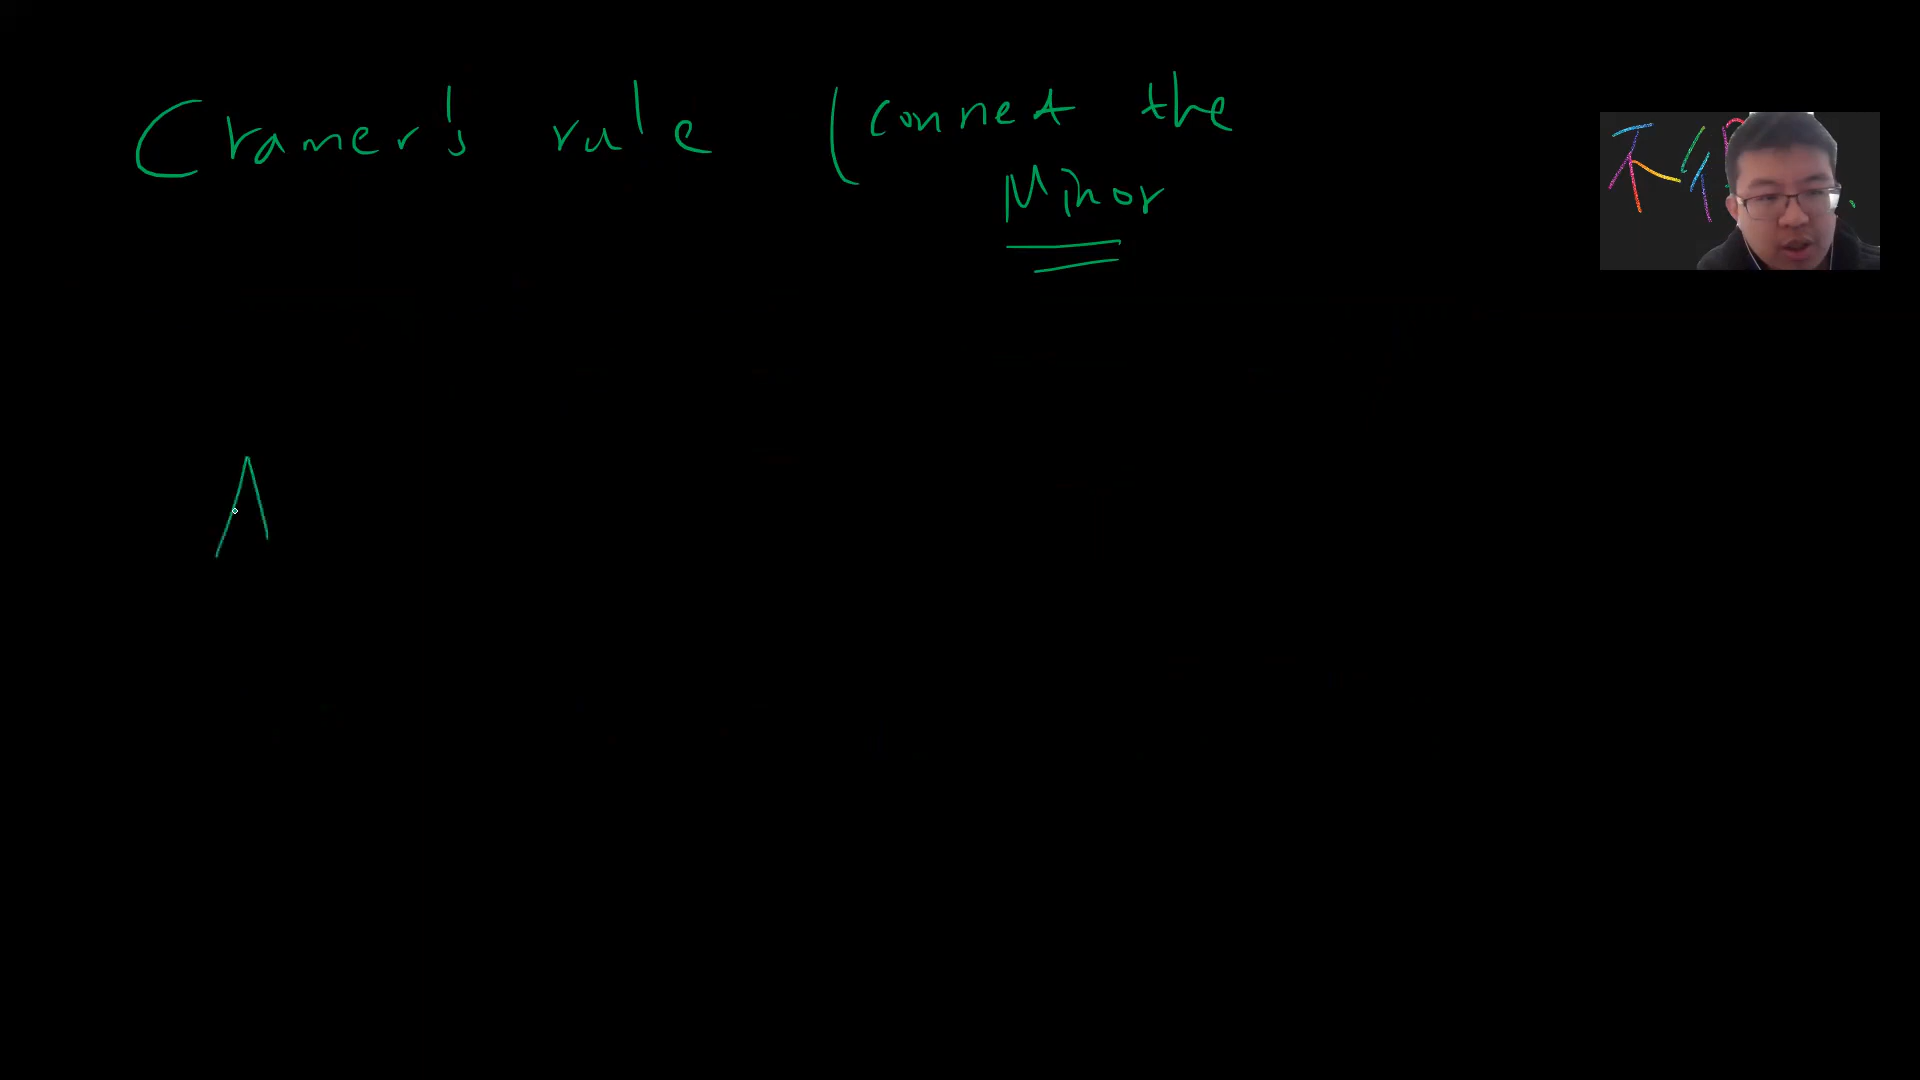 Cramer's rule (connect the
Minor
A